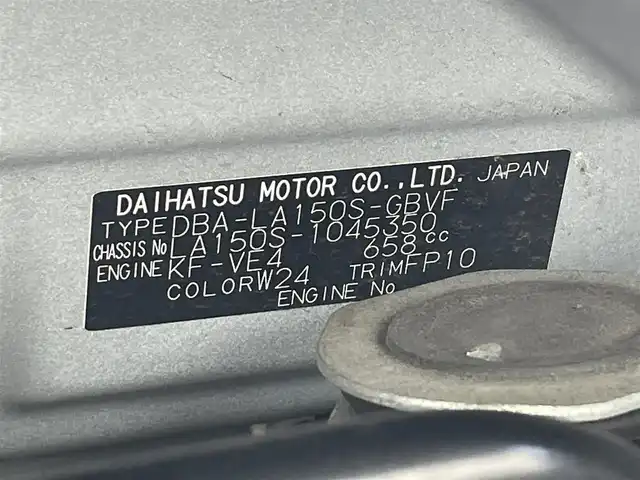 DAIHATSU MOTOR CO.,LTD. JAPAN
TYPE DBA-LA150S-GBVF
CHASSIS No LA150S-1045350
ENGINE KF-VE4 658cc
COLOR W24 TRIM FP10
ENGINE No